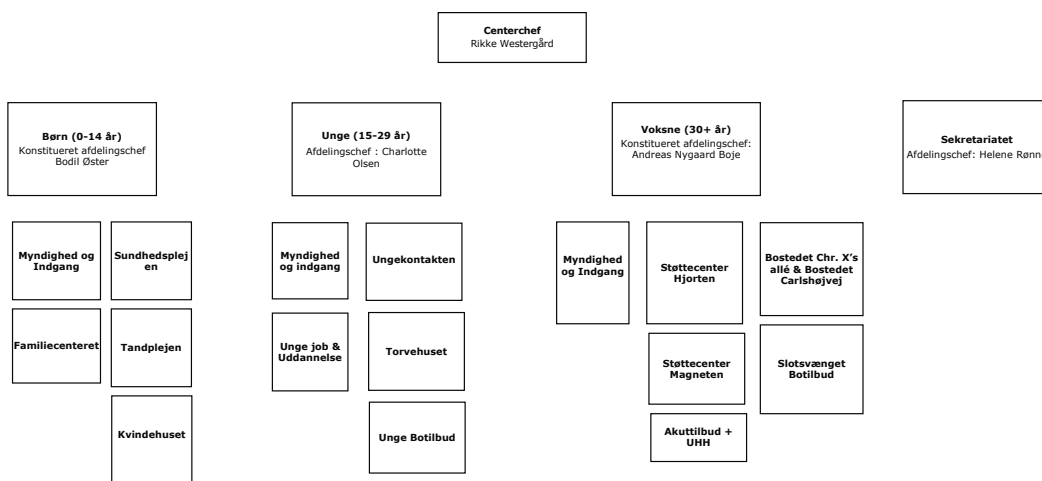 Centerchef
Rikke Westergård
Børn (0-14 år)
Konstitueret afdelingschef
Bodil Øster
Unge (15-29 år)
Afdelingschef : Charlotte
Olsen
Voksne (30+ år)
Konstitueret afdelingschef:
Andreas Nygaard Boje
Sekretariatet
Afdelingschef: Helene Rønne
Myndighed og
Indgang
Sundhedsplej
en
Familiecenteret
Tandplejen
Kvindehuset
Myndighed
og indgang
Ungekontakten
Unge job &
Uddannelse
Torvehuset
Unge Botilbud
Myndighed
og Indgang
Støttecenter
Hjorten
Bostedet Chr. X's
allé & Bostedet
Carlshøjvej
Støttecenter
Magneten
Slotsvænget
Botilbud
Akuttilbud +
UHH